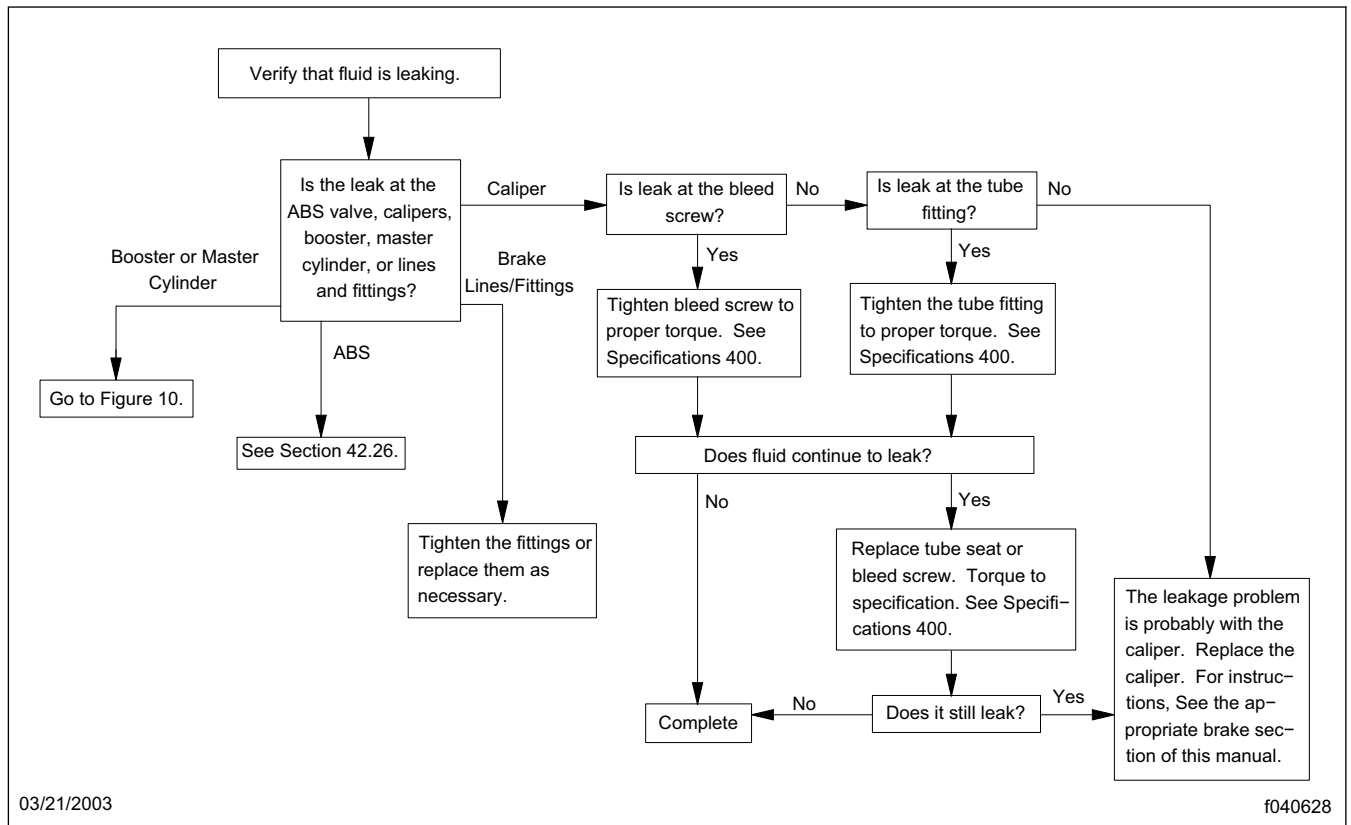 Verify that fluid is leaking.
Is the leak at the
ABS valve, calipers,
booster, master
cylinder, or lines
and fittings?
Caliper
Booster or Master
Cylinder
Brake
Lines/Fittings
ABS
Go to Figure 10.
See Section 42.26.
Tighten the fittings or
replace them as
necessary.
Is leak at the bleed
screw?
No
Is leak at the tube
fitting?
No
Yes
Yes
Tighten bleed screw to
proper torque. See
Specifications 400.
Tighten the tube fitting
to proper torque. See
Specifications 400.
Does fluid continue to leak?
No
Yes
Replace tube seat or
bleed screw. Torque to
specification. See Specifi−
cations 400.
Does it still leak?
No
Yes
Complete
The leakage problem
is probably with the
caliper. Replace the
caliper. For instruc−
tions, See the ap−
propriate brake sec−
tion of this manual.
03/21/2003
f040628